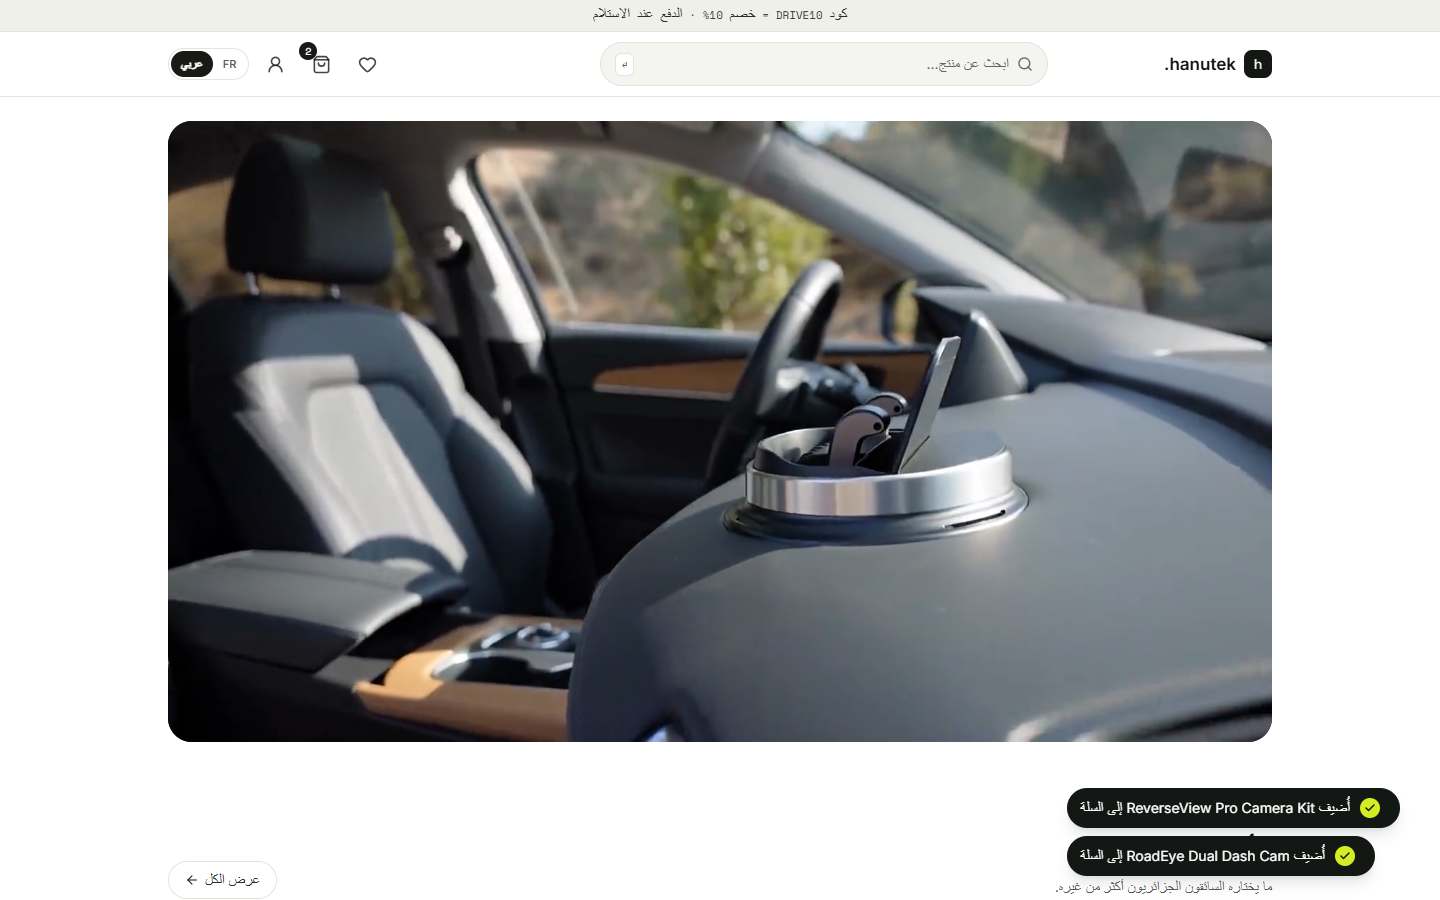 كود DRIVE10 = خصم 10% · الدفع عند الاستلام
h hanutek.
ابحث عن منتج...
↵
2
FR
عربي
أُضيف ReverseView Pro Camera Kit إلى السلة
أُضيف RoadEye Dual Dash Cam إلى السلة
ما يختاره السائقون الجزائريون أكثر من غيره.
عرض الكل ←